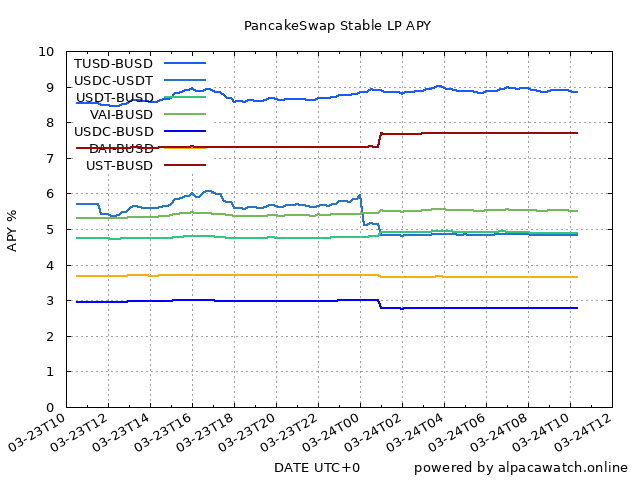 PancakeSwap Stable LP APY
10
9
8
7
6
5
4
3
2
1
0
APY %
TUSD-BUSD
USDC-USDT
USDT-BUSD
VAI-BUSD
USDC-BUSD
DAI-BUSD
UST-BUSD
03-23T10
03-23T12
03-23T14
03-23T16
03-23T18
03-23T20
03-23T22
03-24T00
03-24T02
03-24T04
03-24T06
03-24T08
03-24T10
03-24T12
DATE UTC+0
powered by alpacawatch.online